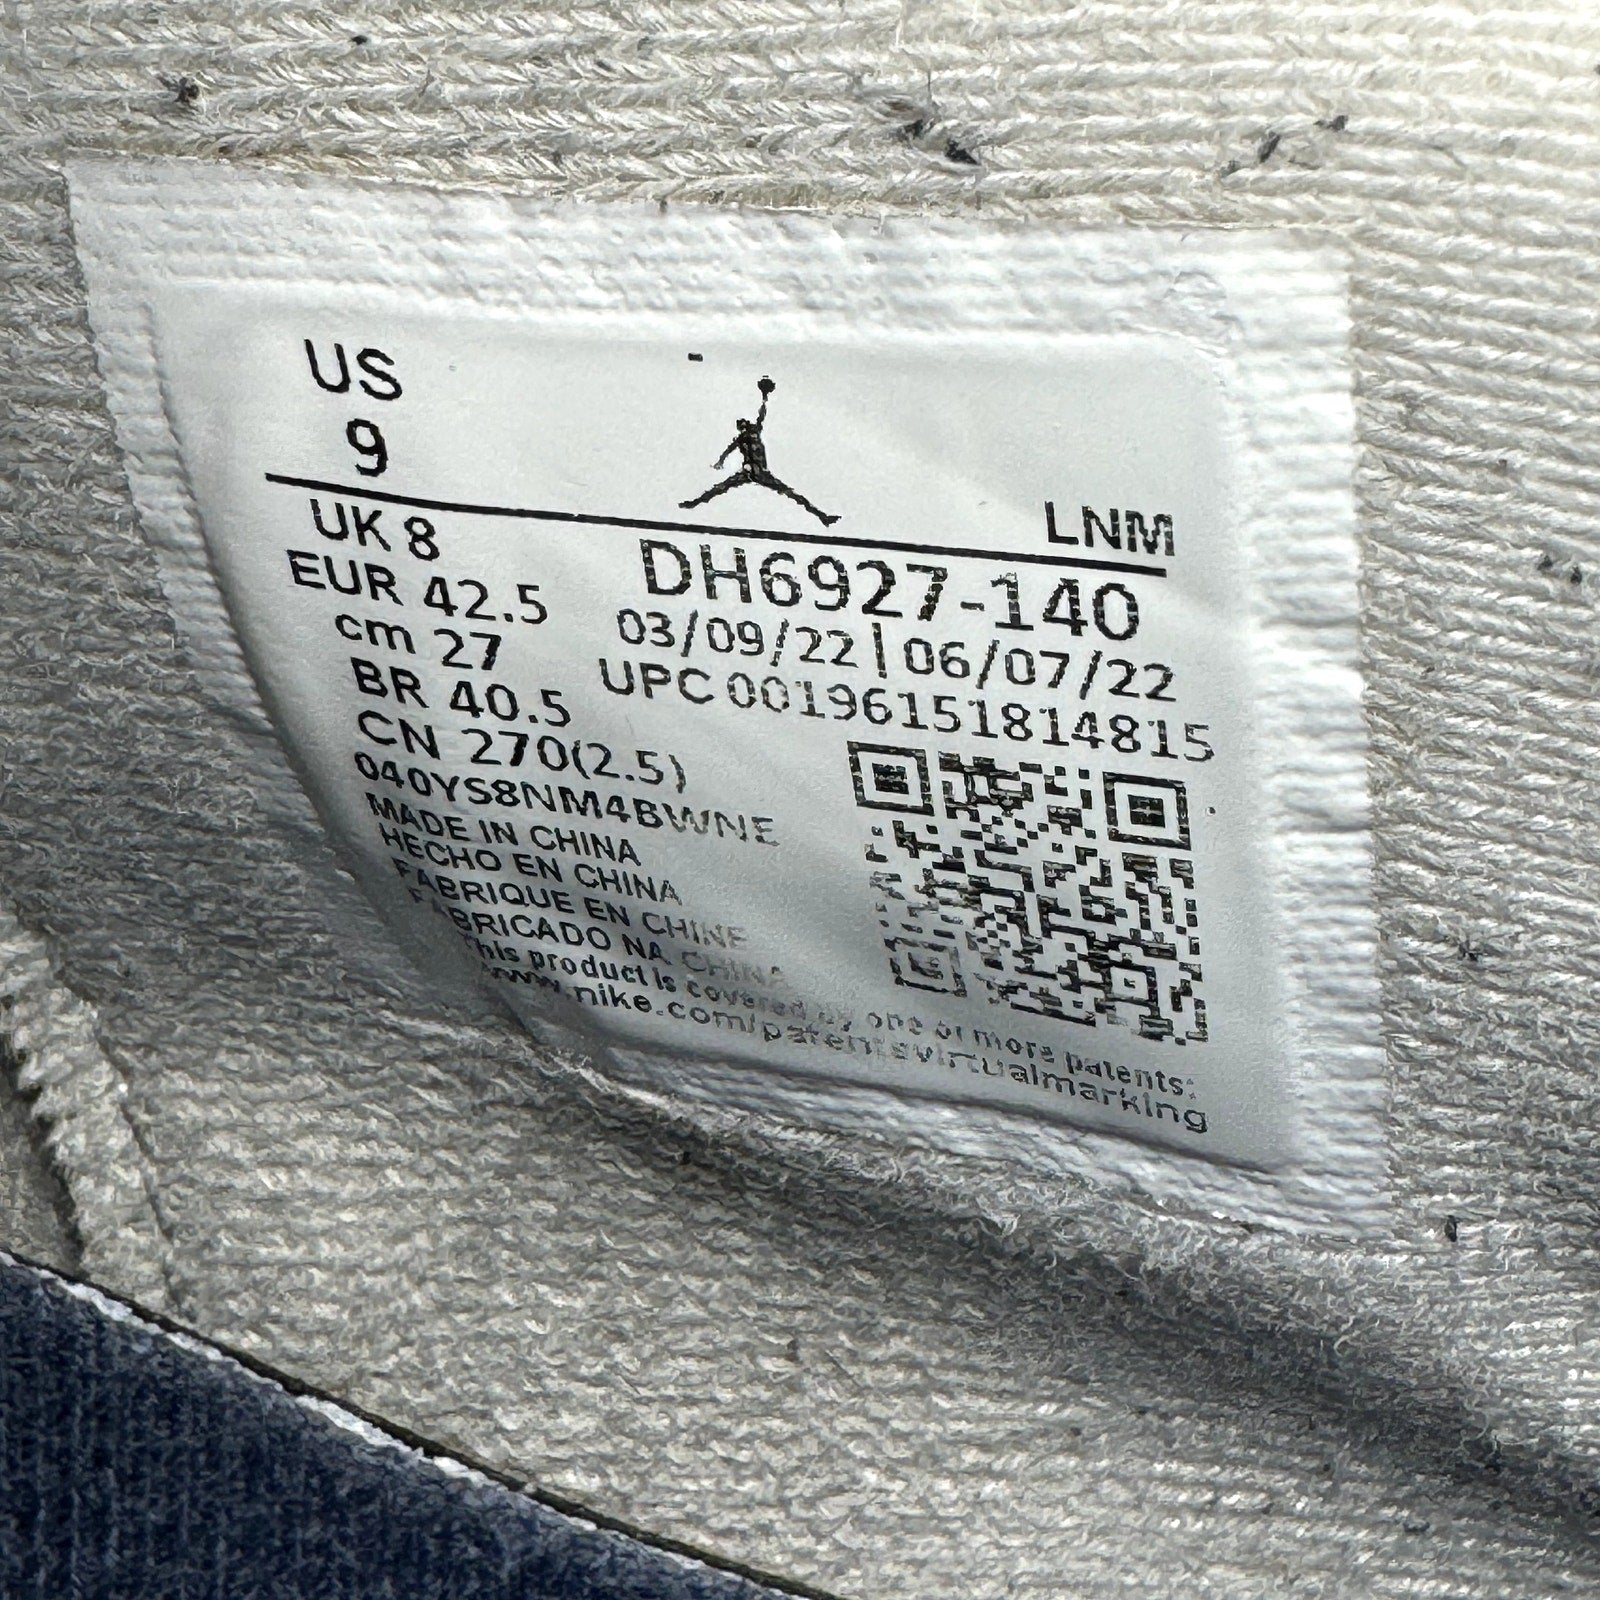 US
9
LNM
UK 8
EUR 42.5
cm 27
BR 40.5
CN 270(2.5)
DH6927-140
03/09/22 | 06/07/22
UPC 00196151814815
040YS8NM4BWNE
MADE IN CHINA
HECHO EN CHINA
FABRIQUE EN CHINE
FABRICADO NA CHINA
This product is covered by one or more patents:
www.nike.com/patentsvirtualmarking